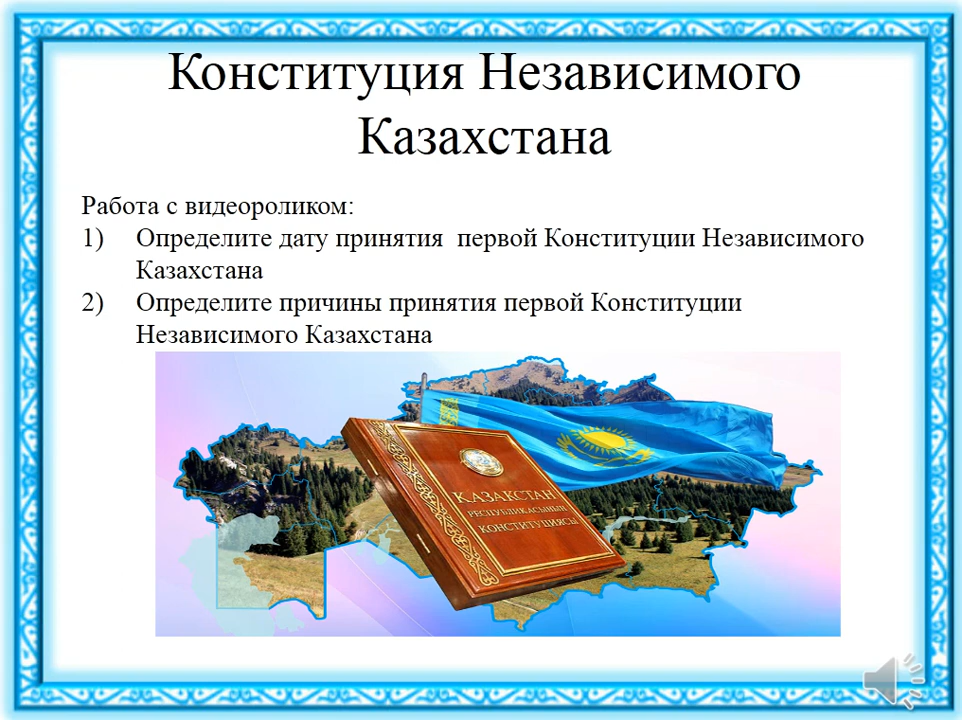 Конституция Независимого
Казахстана
Работа с видеороликом:
1) Определите дату принятия  первой Конституции Независимого
Казахстана
2) Определите причины принятия первой Конституции
Независимого Казахстана
ҚАЗАҚСТАН
РЕСПУБЛИКАСЫНЫҢ
КОНСТИТУЦИЯСЫ